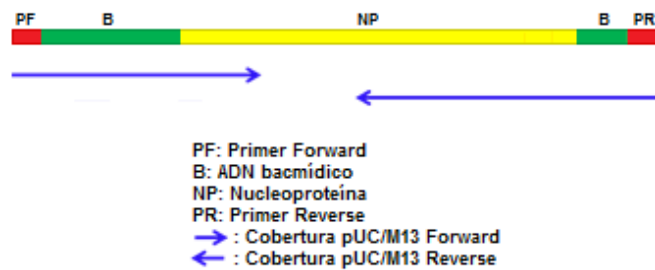 PF B NP B PR
PF: Primer Forward
B: ADN bacmídico
NP: Nucleoproteína
PR: Primer Reverse
: Cobertura pUC/M13 Forward
: Cobertura pUC/M13 Reverse